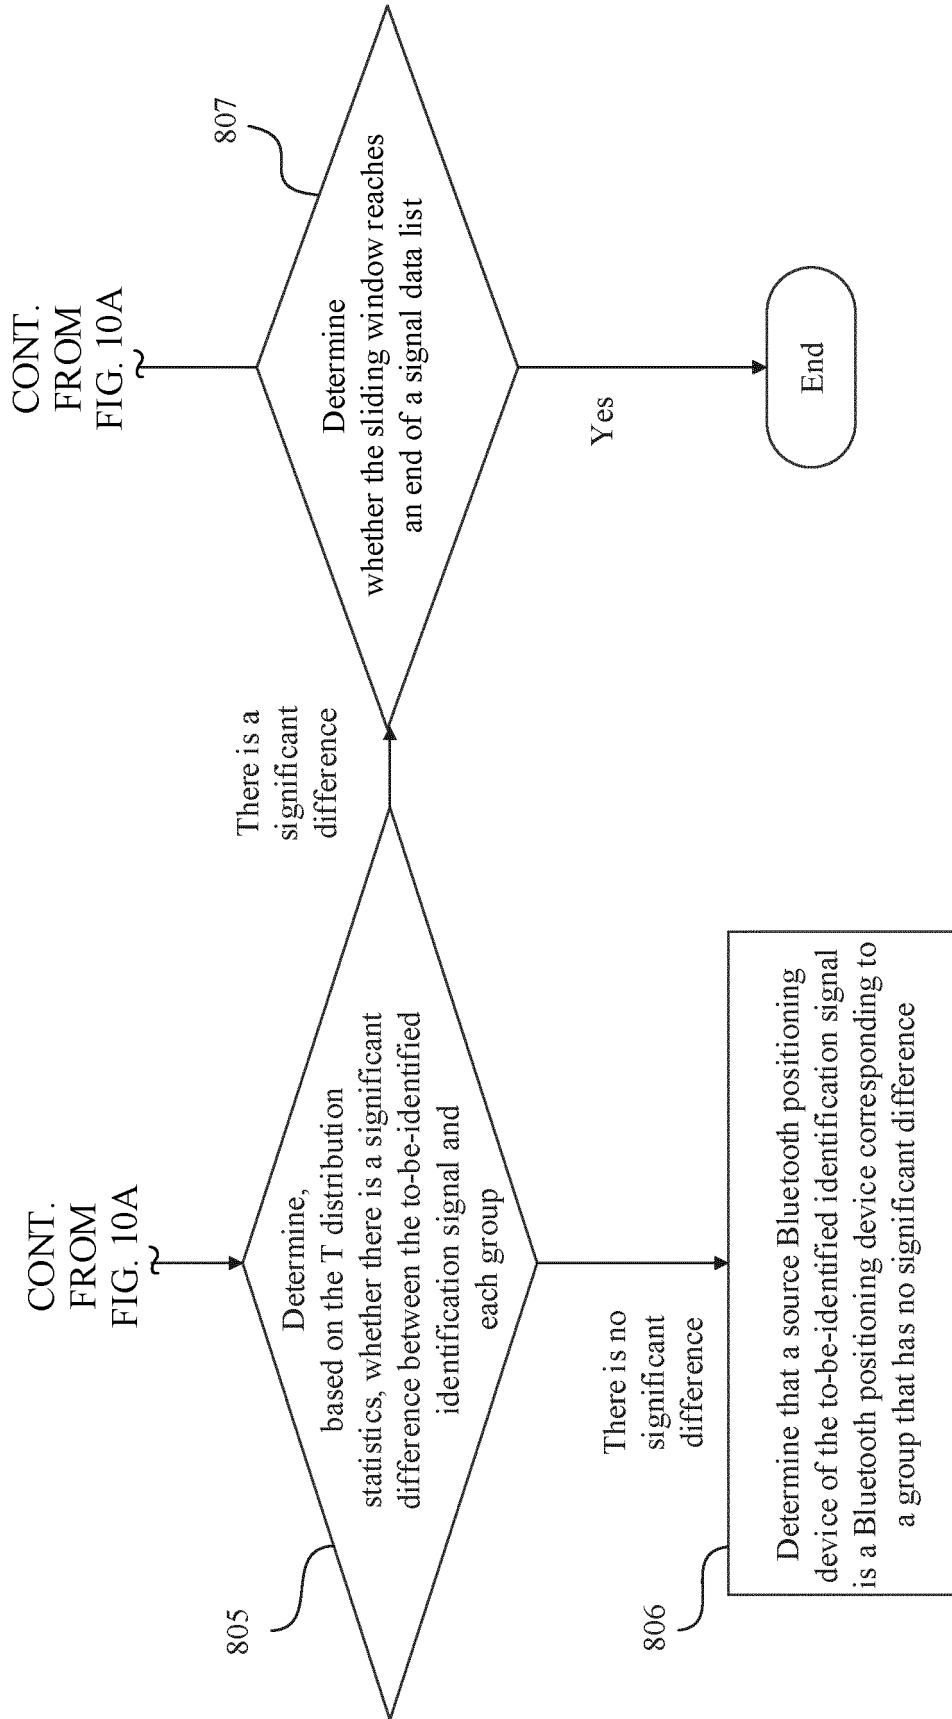 CONT.
FROM
FIG. 10A
CONT.
FROM
FIG. 10A
805
Determine,
based on the T distribution
statistics, whether there is a significant
difference between the to-be-identified
identification signal and
each group
There is a
significant
difference
807
Determine
whether the sliding window reaches
an end of a signal data list
There is no
significant
difference
Yes
806
Determine that a source Bluetooth positioning
device of the to-be-identified identification signal
is a Bluetooth positioning device corresponding to
a group that has no significant difference
End